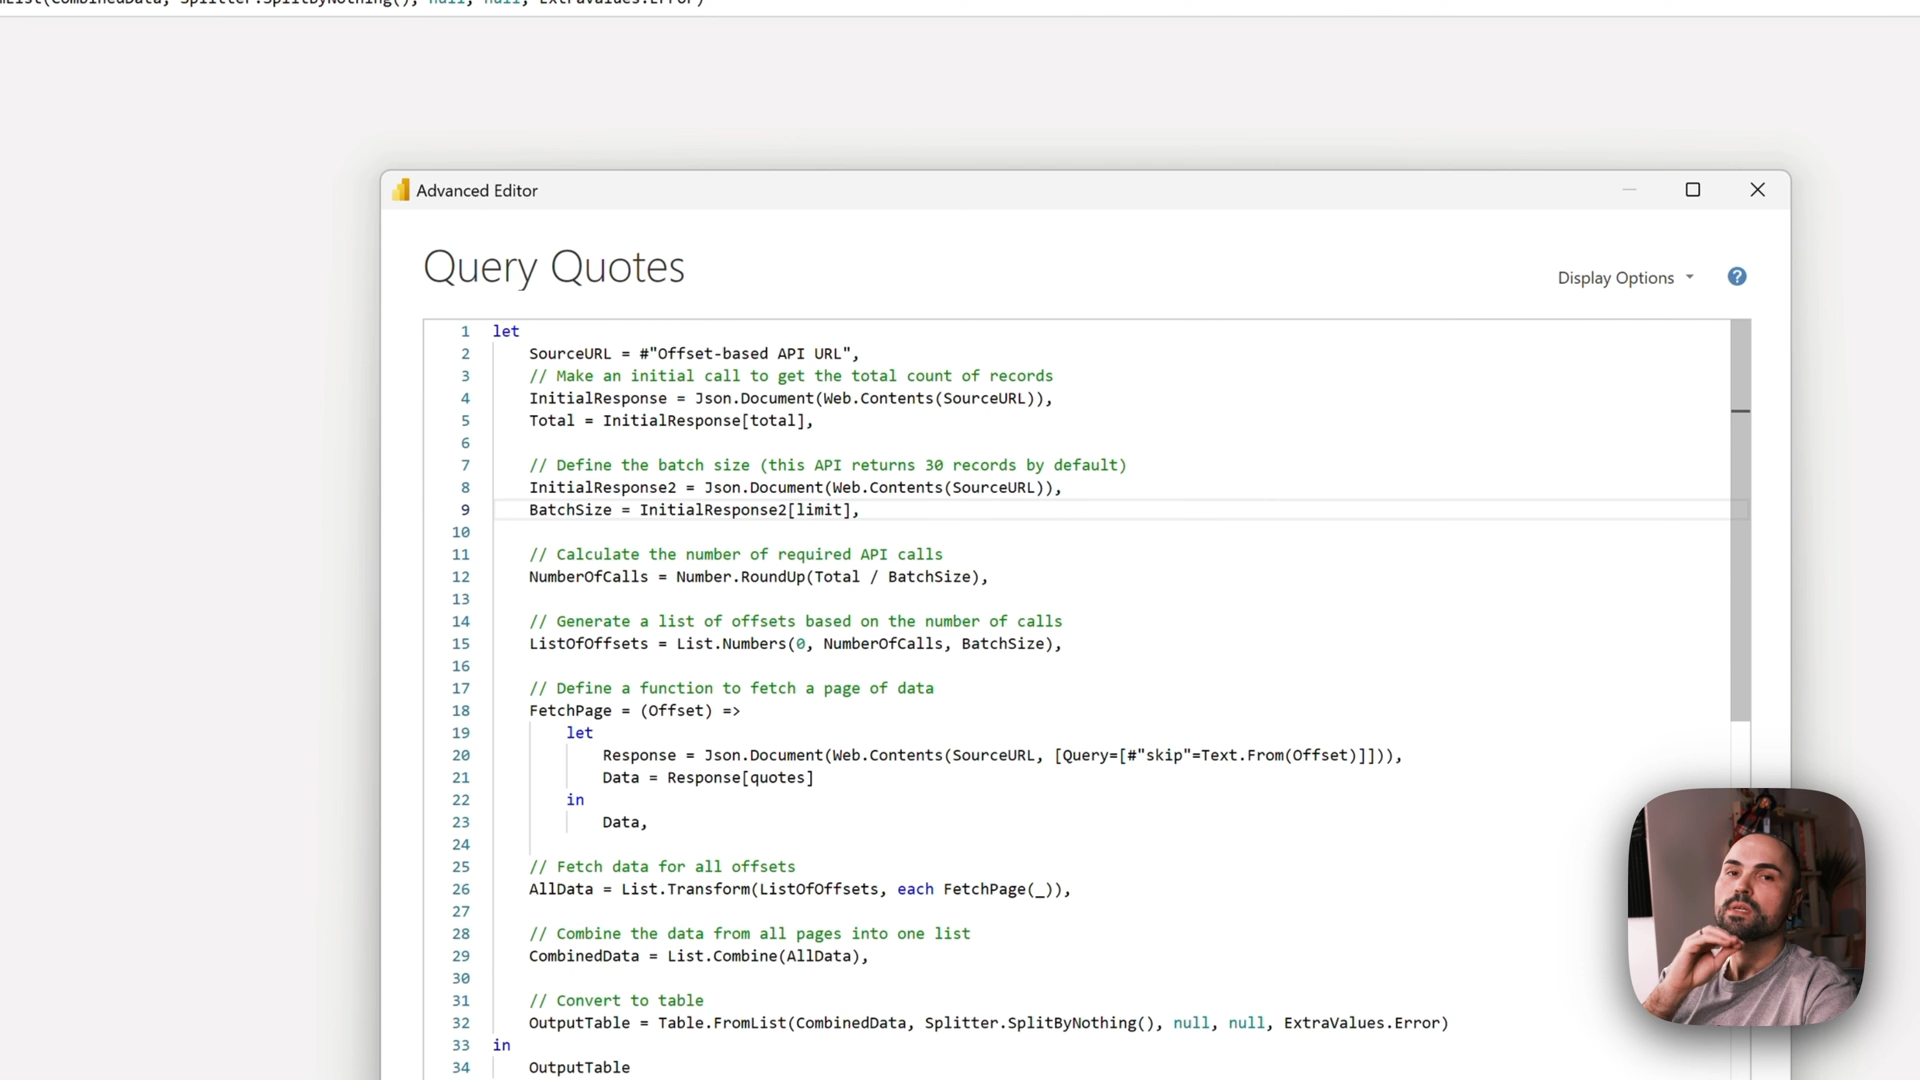 mList(CombinedData, Splitter.SplitByNothing(), null, null, ExtraValues.Error)
Advanced Editor
Query Quotes
Display Options
?
1 let
2 SourceURL = #"Offset-based API URL",
3 // Make an initial call to get the total count of records
4 InitialResponse = Json.Document(Web.Contents(SourceURL)),
5 Total = InitialResponse[total],
6
7 // Define the batch size (this API returns 30 records by default)
8 InitialResponse2 = Json.Document(Web.Contents(SourceURL)),
9 BatchSize = InitialResponse2[limit],
10
11 // Calculate the number of required API calls
12 NumberOfCalls = Number.RoundUp(Total / BatchSize),
13
14 // Generate a list of offsets based on the number of calls
15 ListOfOffsets = List.Numbers(0, NumberOfCalls, BatchSize),
16
17 // Define a function to fetch a page of data
18 FetchPage = (Offset) =>
19 let
20 Response = Json.Document(Web.Contents(SourceURL, [Query=[#"skip"=Text.From(Offset)]])),
21 Data = Response[quotes]
22 in
23 Data,
24
25 // Fetch data for all offsets
26 AllData = List.Transform(ListOfOffsets, each FetchPage(_)),
27
28 // Combine the data from all pages into one list
29 CombinedData = List.Combine(AllData),
30
31 // Convert to table
32 OutputTable = Table.FromList(CombinedData, Splitter.SplitByNothing(), null, null, ExtraValues.Error)
33 in
34 OutputTable